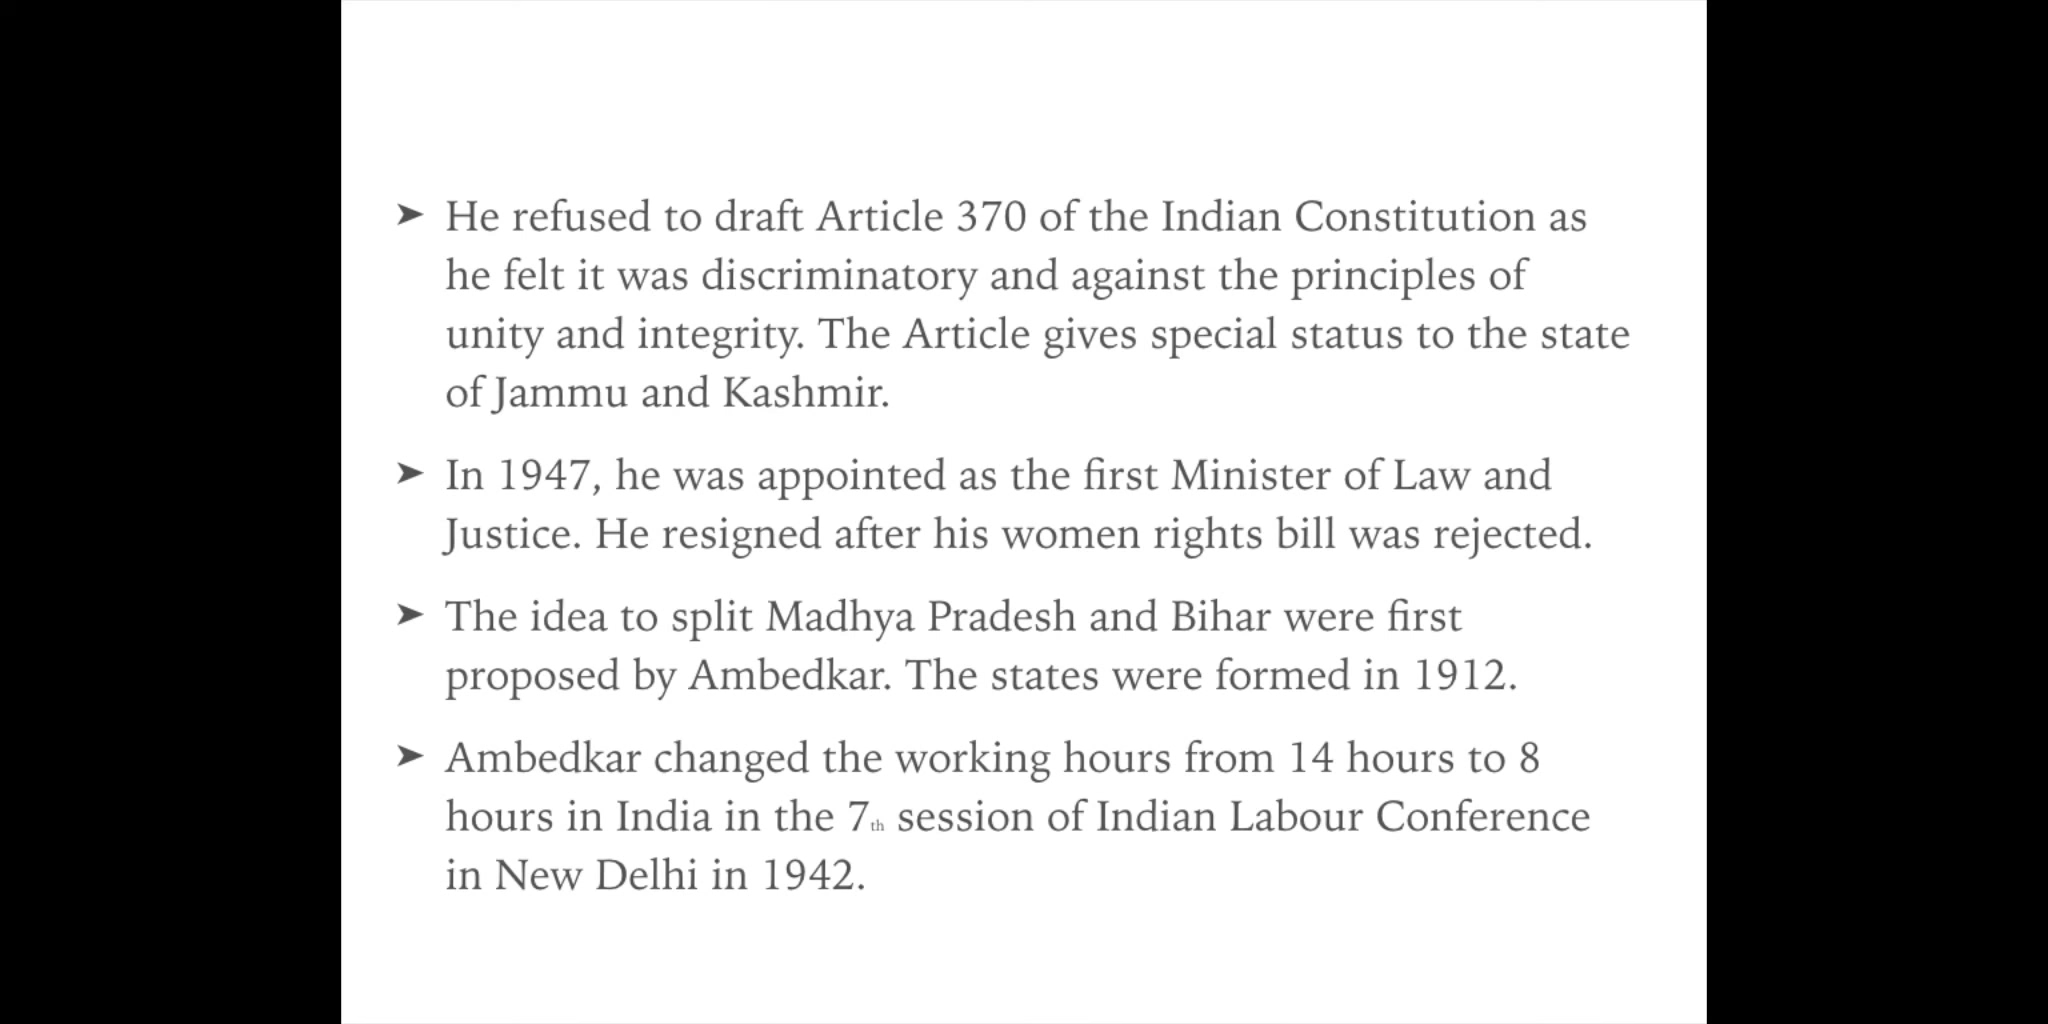 ➤ He refused to draft Article 370 of the Indian Constitution as
he felt it was discriminatory and against the principles of
unity and integrity. The Article gives special status to the state
of Jammu and Kashmir.
➤ In 1947, he was appointed as the first Minister of Law and
Justice. He resigned after his women rights bill was rejected.
➤ The idea to split Madhya Pradesh and Bihar were first
proposed by Ambedkar. The states were formed in 1912.
➤ Ambedkar changed the working hours from 14 hours to 8
hours in India in the 7th session of Indian Labour Conference
in New Delhi in 1942.